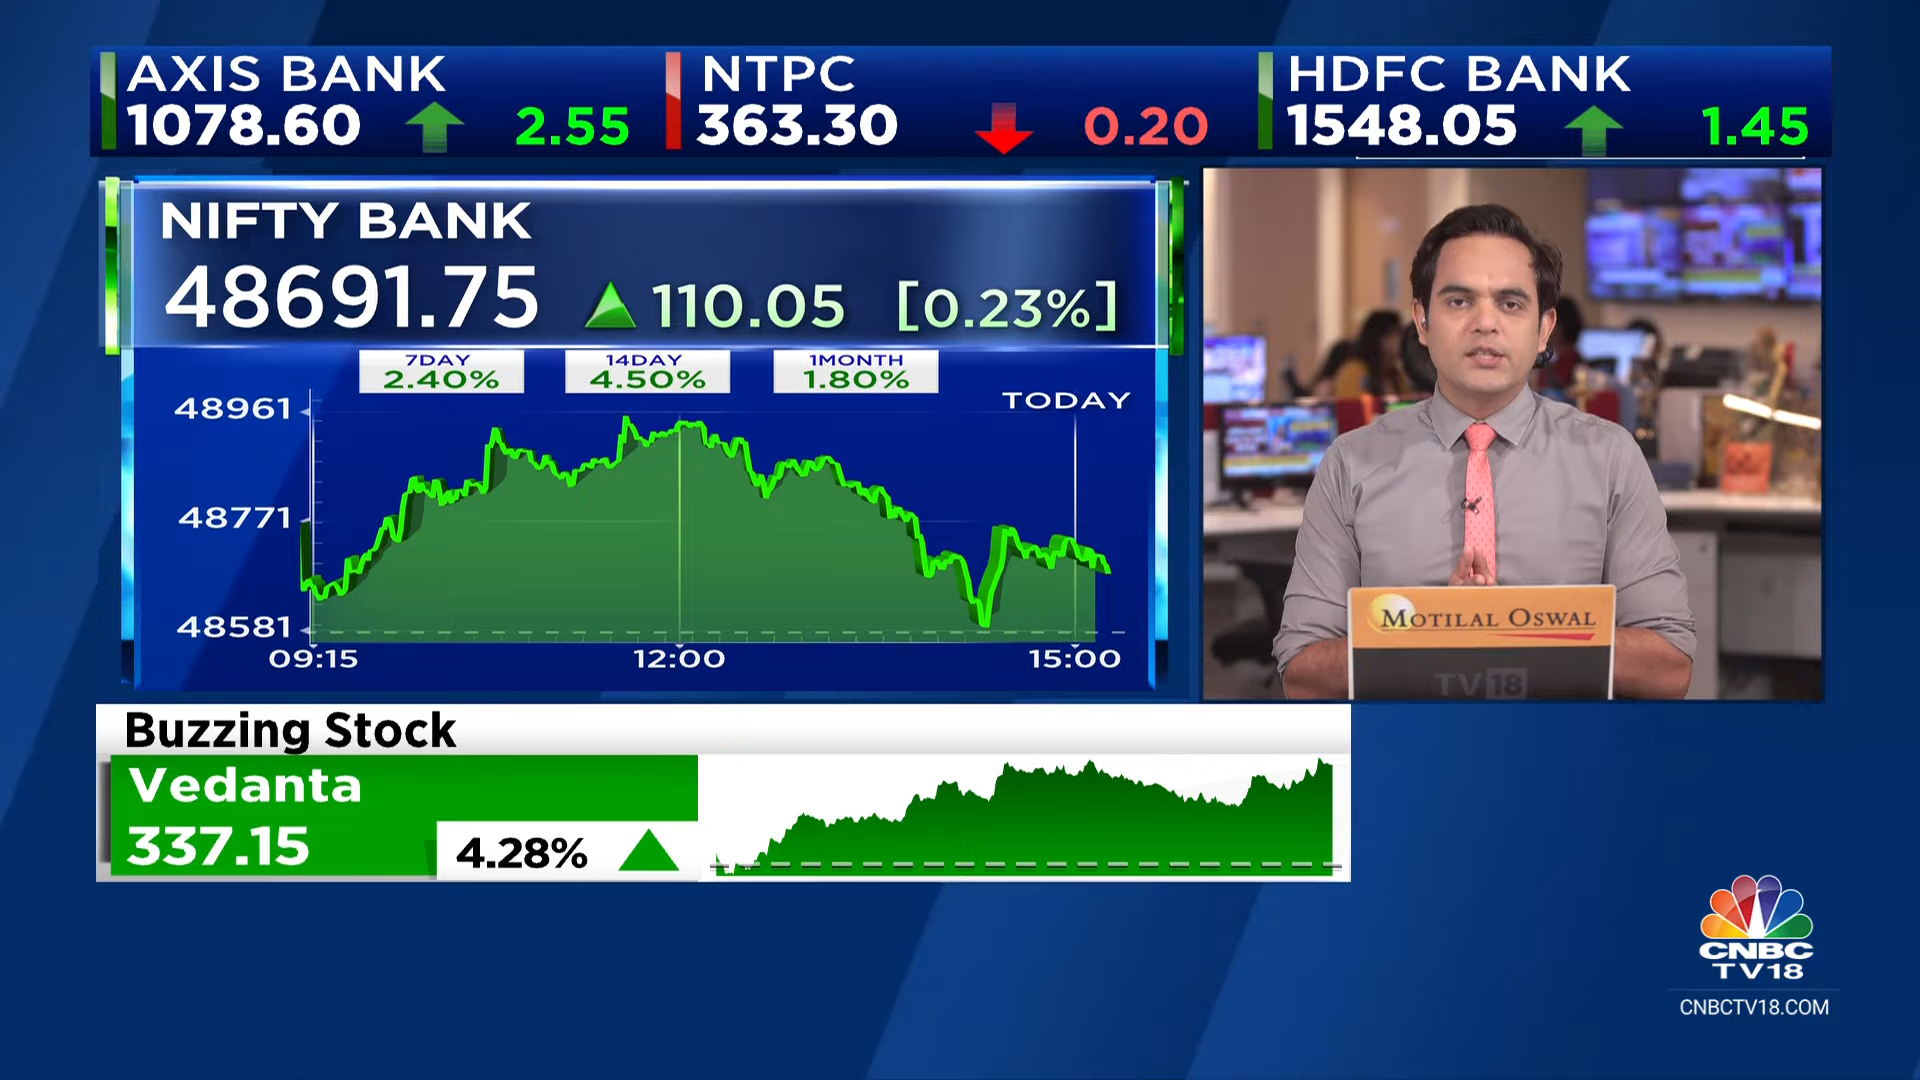 AXIS BANK
1078.60 2.55
NTPC
363.30 0.20
HDFC BANK
1548.05 1.45
NIFTY BANK
48691.75 110.05 [0.23%]
7DAY
2.40%
14DAY
4.50%
1MONTH
1.80%
TODAY
48961
48771
48581
09:15 12:00 15:00
MOTILAL OSWAL
TV18
Buzzing Stock
Vedanta
337.15
4.28%
CNBC
TV18
CNBCTV18.COM